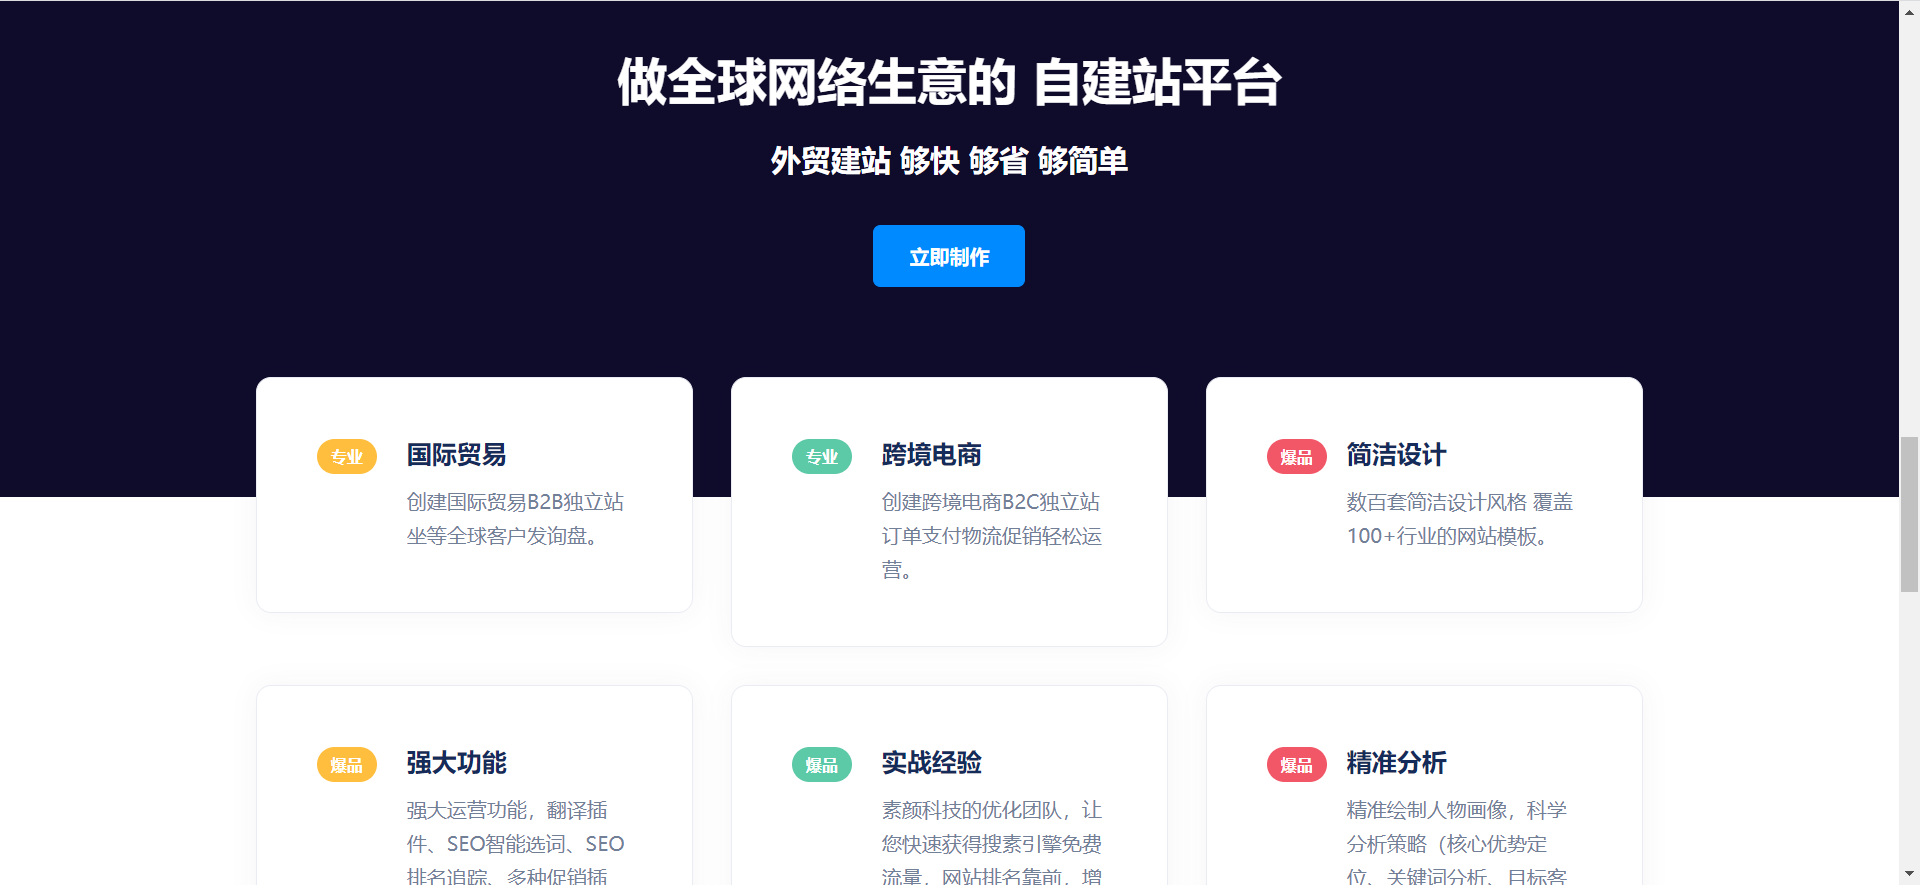 做全球网络生意的 自建站平台
外贸建站 够快 够省 够简单
立即制作
专业
国际贸易
创建国际贸易B2B独立站
坐等全球客户发询盘。
专业
跨境电商
创建跨境电商B2C独立站
订单支付物流促销轻松运
营。
爆品
简洁设计
数百套简洁设计风格 覆盖
100+行业的网站模板。
爆品
强大功能
强大运营功能，翻译插
件、SEO智能选词、SEO
排名追踪、多种促销插
爆品
实战经验
素颜科技的优化团队，让
您快速获得搜素引擎免费
流量，网站排名靠前，增
爆品
精准分析
精准绘制人物画像，科学
分析策略（核心优势定
位、关键词分析、目标客